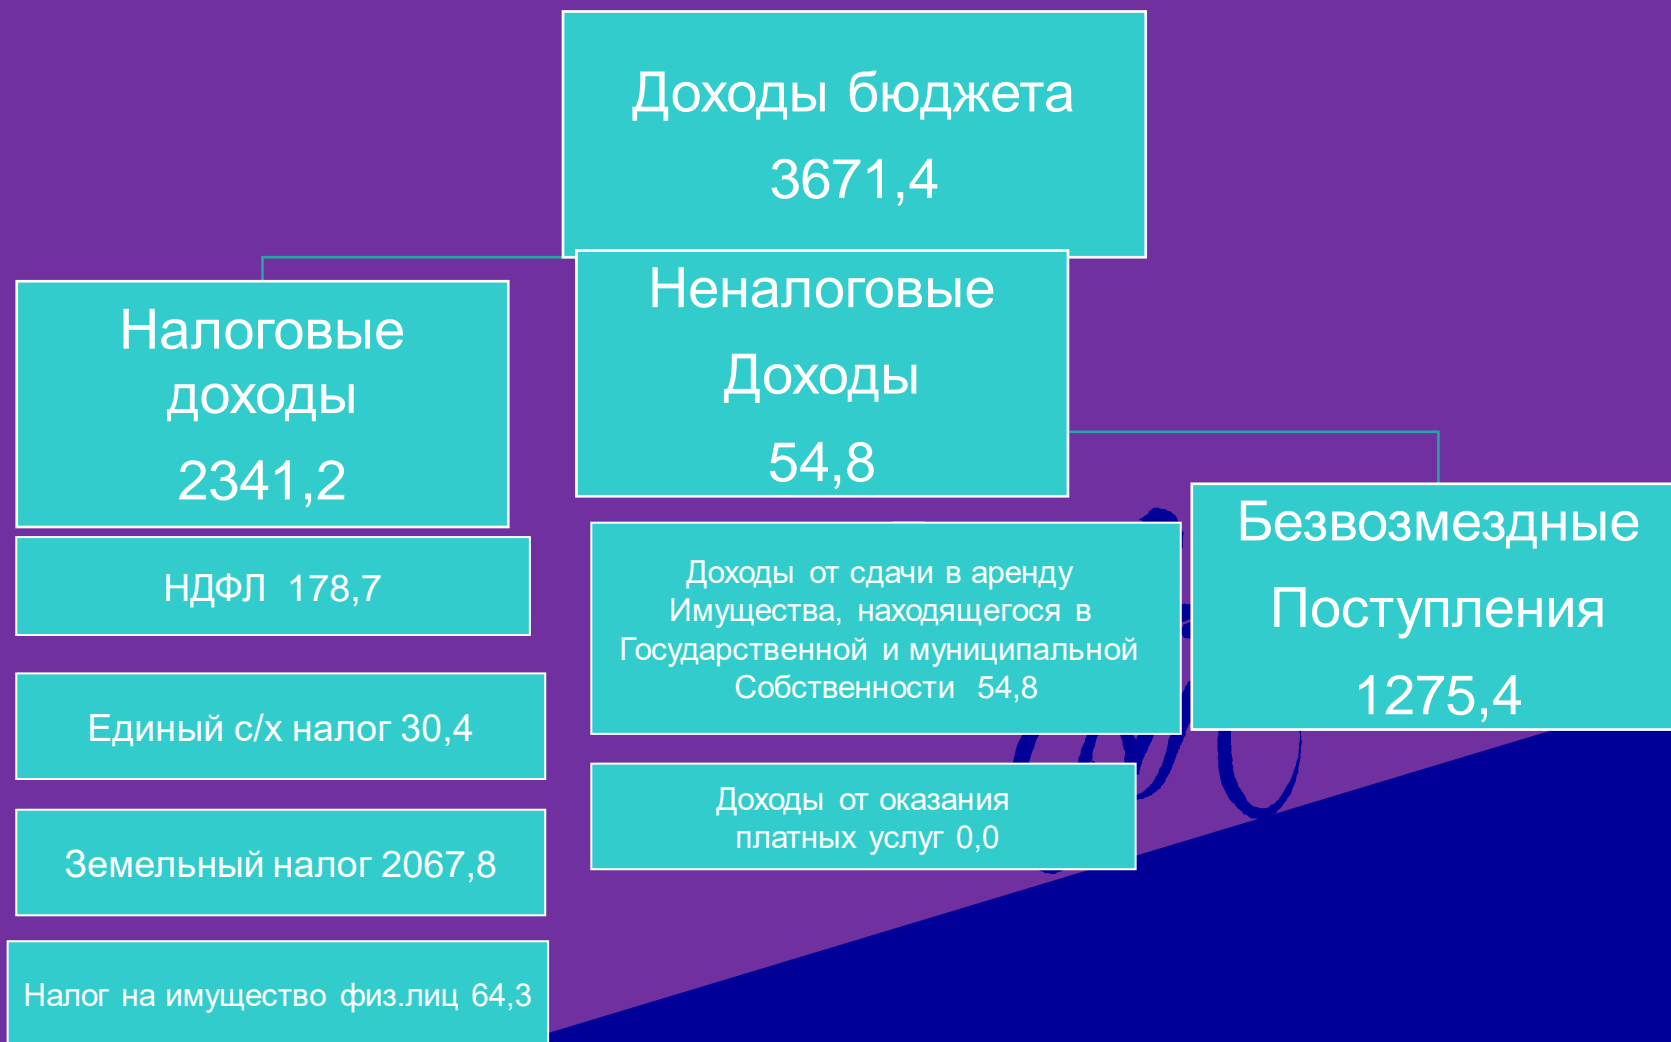 Доходы бюджета
3671,4
Налоговые
доходы
2341,2
НДФЛ 178,7
Единый с/х налог 30,4
Земельный налог 2067,8
Налог на имущество физ.лиц 64,3
Неналоговые
Доходы
54,8
Доходы от сдачи в аренду
Имущества, находящегося в
Государственной и муниципальной
Собственности 54,8
Доходы от оказания
платных услуг 0,0
Безвозмездные
Поступления
1275,4